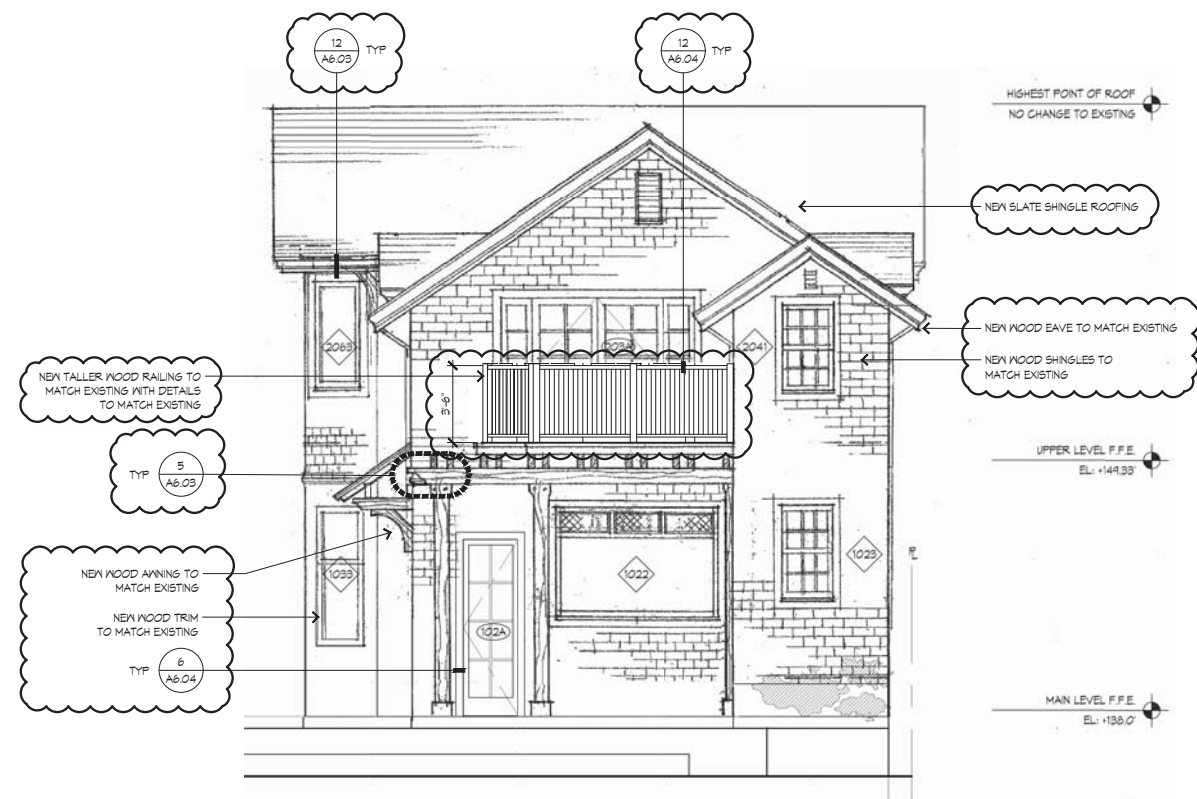 12
A6.03
TYP
12
A6.04
TYP
HIGHEST POINT OF ROOF
NO CHANGE TO EXISTING
NEW SLATE SHINGLE ROOFING
NEW WOOD EAVE TO MATCH EXISTING
NEW WOOD SHINGLES TO
MATCH EXISTING
2063
203A
2041
NEW TALLER WOOD RAILING TO
MATCH EXISTING WITH DETAILS
TO MATCH EXISTING
3'-6"
UPPER LEVEL F.F.E.
EL: +149.33'
TYP
5
A6.03
NEW WOOD AWNING TO
MATCH EXISTING
NEW WOOD TRIM
TO MATCH EXISTING
TYP
6
A6.04
1033
102A
1022
1023
PL
MAIN LEVEL F.F.E.
EL: +138.0'